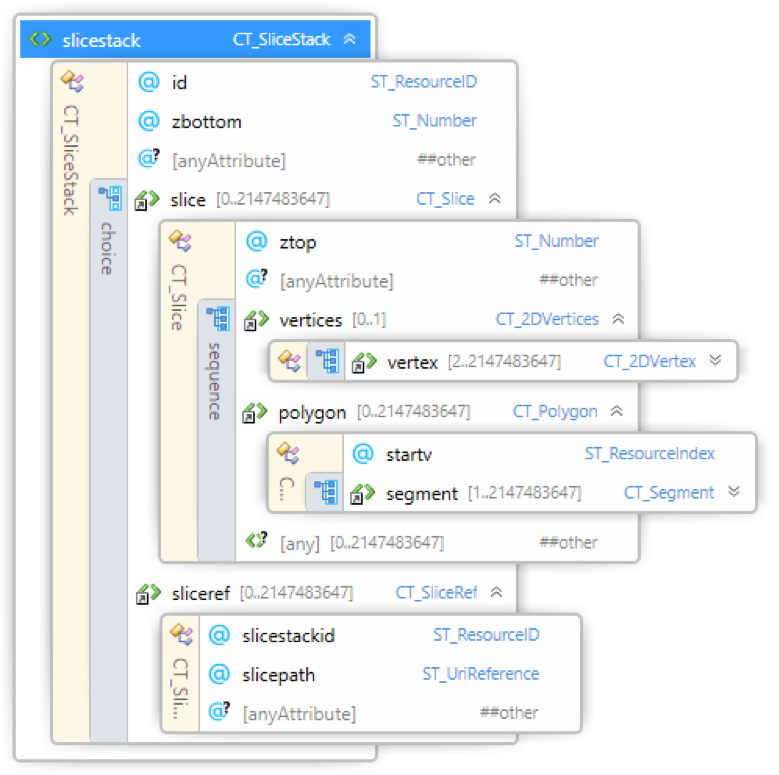 slicestack CT_SliceStack
CT_SliceStack
id ST_ResourceID
zbottom ST_Number
[anyAttribute] ##other
choice
slice [0..2147483647] CT_Slice
CT_Slice
ztop ST_Number
[anyAttribute] ##other
sequence
vertices [0..1] CT_2DVertices
vertex [2..2147483647] CT_2DVertex
polygon [0..2147483647] CT_Polygon
C...
startv ST_ResourceIndex
segment [1..2147483647] CT_Segment
[any] [0..2147483647] ##other
sliceref [0..2147483647] CT_SliceRef
CT_Sli...
slicestackid ST_ResourceID
slicepath ST_UriReference
[anyAttribute] ##other